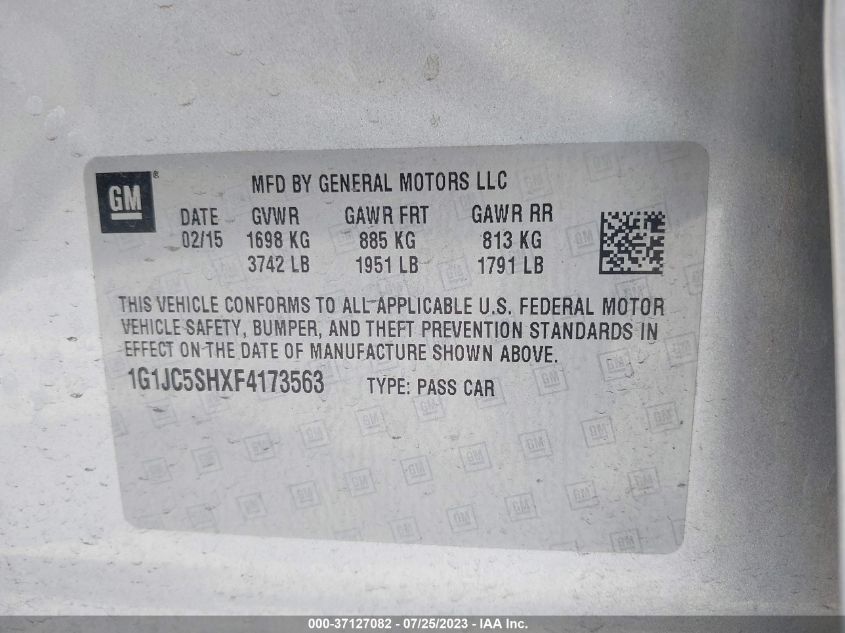 GM ®
MFD BY GENERAL MOTORS LLC
DATE GVWR GAWR FRT GAWR RR
02/15 1698 KG 885 KG 813 KG
3742 LB 1951 LB 1791 LB
THIS VEHICLE CONFORMS TO ALL APPLICABLE U.S. FEDERAL MOTOR
VEHICLE SAFETY, BUMPER, AND THEFT PREVENTION STANDARDS IN
EFFECT ON THE DATE OF MANUFACTURE SHOWN ABOVE.
1G1JC5SHXF4173563 TYPE: PASS CAR
000-37127082 - 07/25/2023 - IAA Inc.